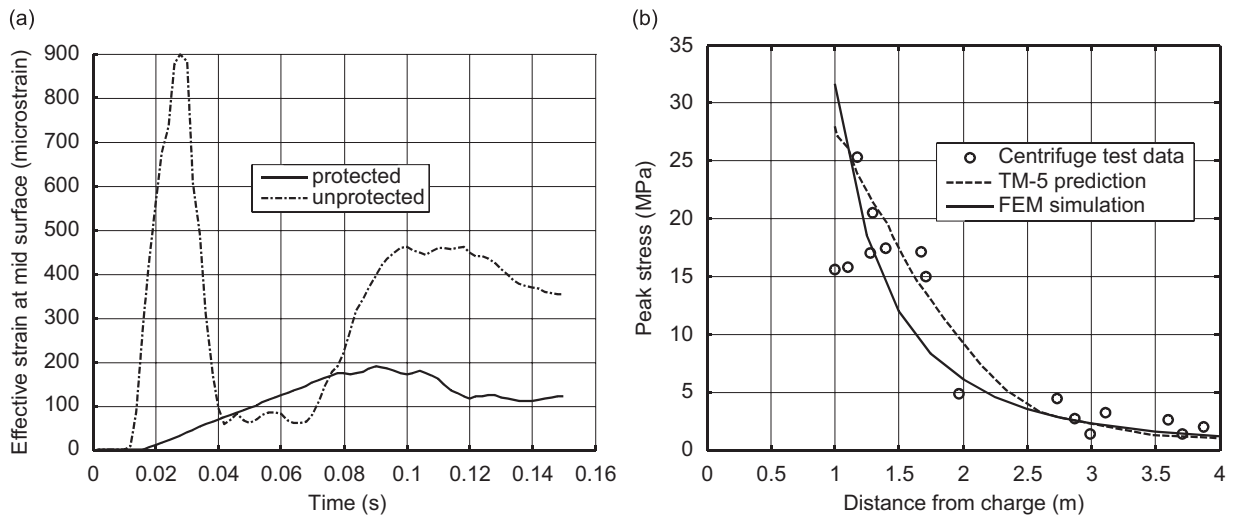 (a)
Effective strain at mid surface (microstrain)
900
800
700
600
500
400
300
200
100
0
0 0.02 0.04 0.06 0.08 0.1 0.12 0.14 0.16
Time (s)
protected
unprotected
(b)
Peak stress (MPa)
35
30
25
20
15
10
5
0
0 0.5 1 1.5 2 2.5 3 3.5 4
Distance from charge (m)
Centrifuge test data
TM-5 prediction
FEM simulation